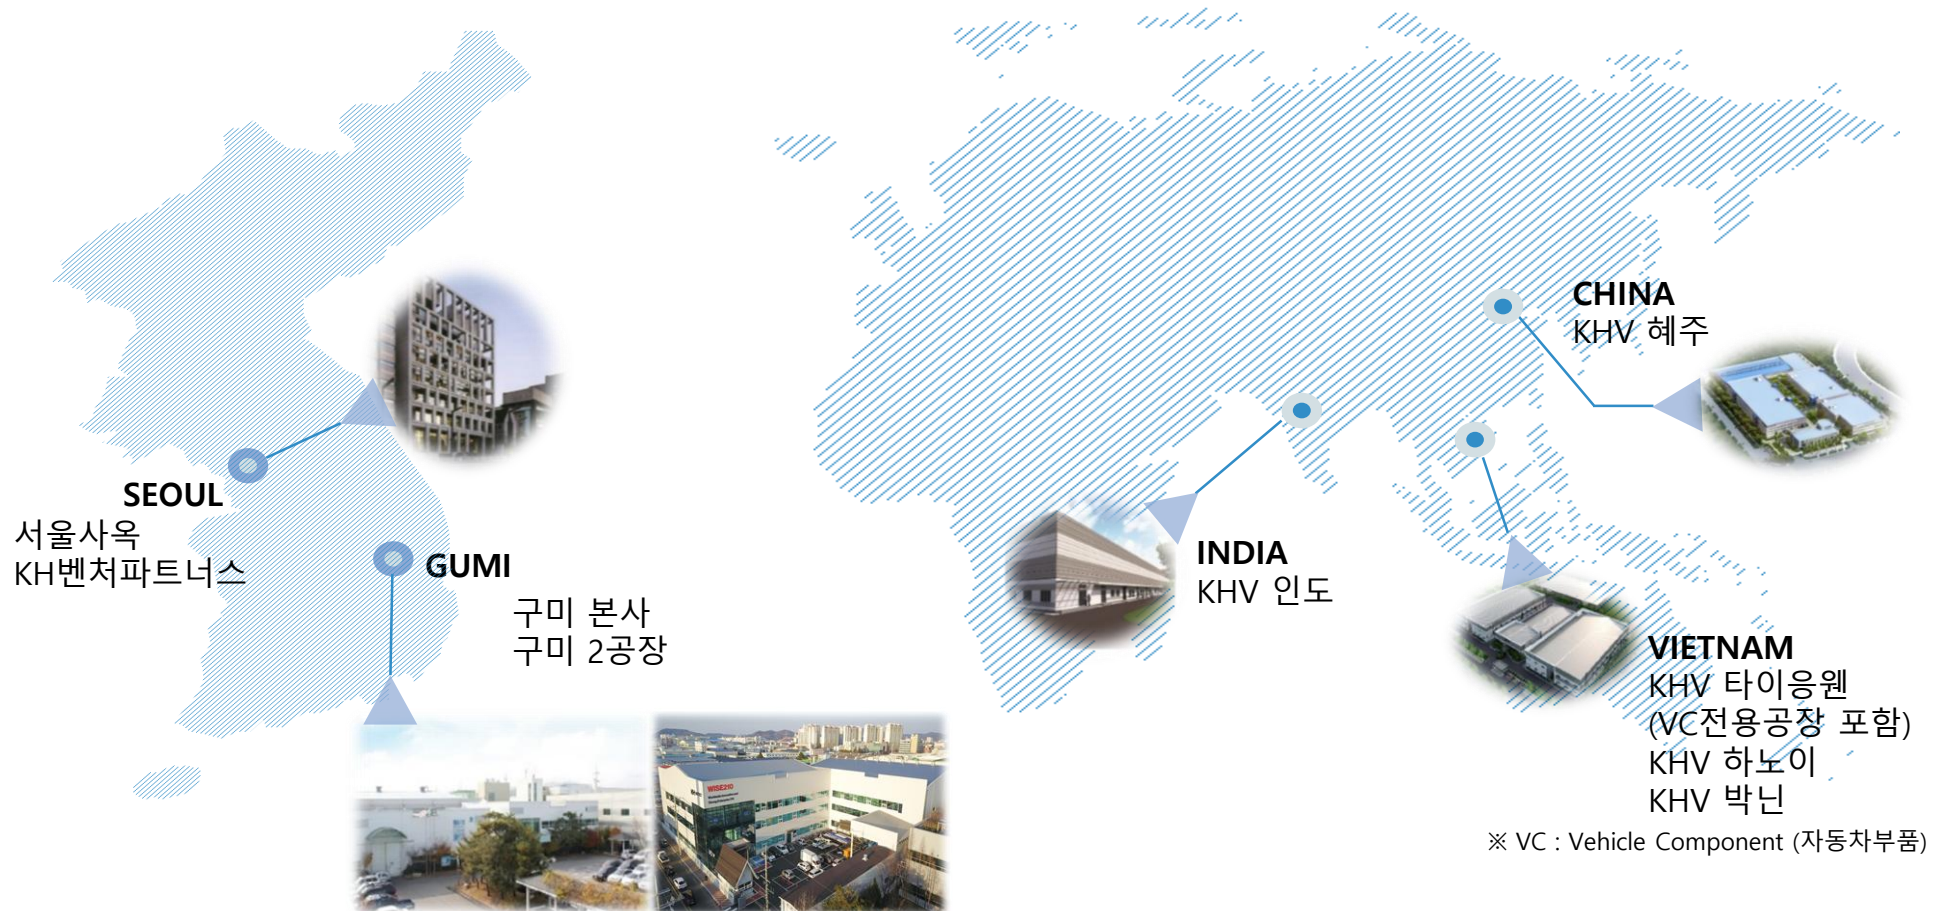 SEOUL
서울사옥
KH벤처파트너스
GUMI
구미 본사
구미 2공장
WISE210
CHINA
KHV 혜주
INDIA
KHV 인도
VIETNAM
KHV 타이응웬
(VC전용공장 포함)
KHV 하노이
KHV 박닌
※ VC : Vehicle Component (자동차부품)